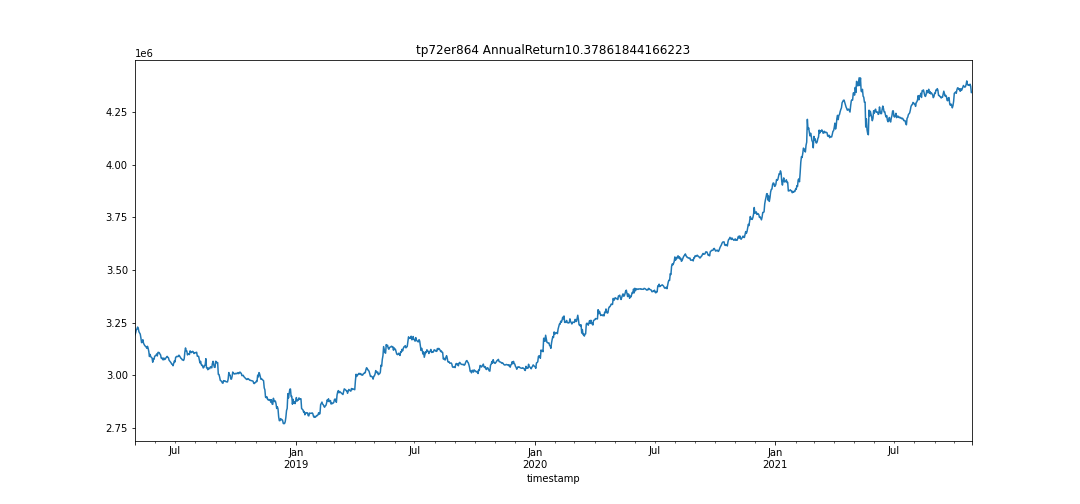 tp72er864 AnnualReturn10.37861844166223
1e6
4.25
4.00
3.75
3.50
3.25
3.00
2.75
Jul
Jan
2019
Jul
Jan
2020
Jul
Jan
2021
Jul
timestamp